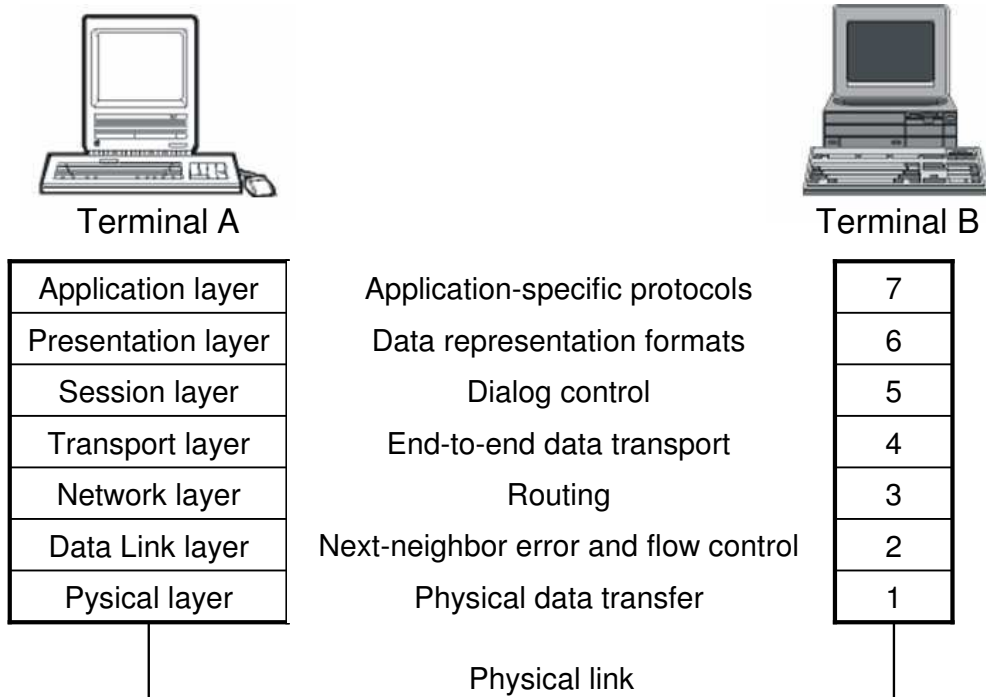 Terminal A Terminal B
Application layer Application-specific protocols 7
Presentation layer Data representation formats 6
Session layer Dialog control 5
Transport layer End-to-end data transport 4
Network layer Routing 3
Data Link layer Next-neighbor error and flow control 2
Pysical layer Physical data transfer 1
Physical link